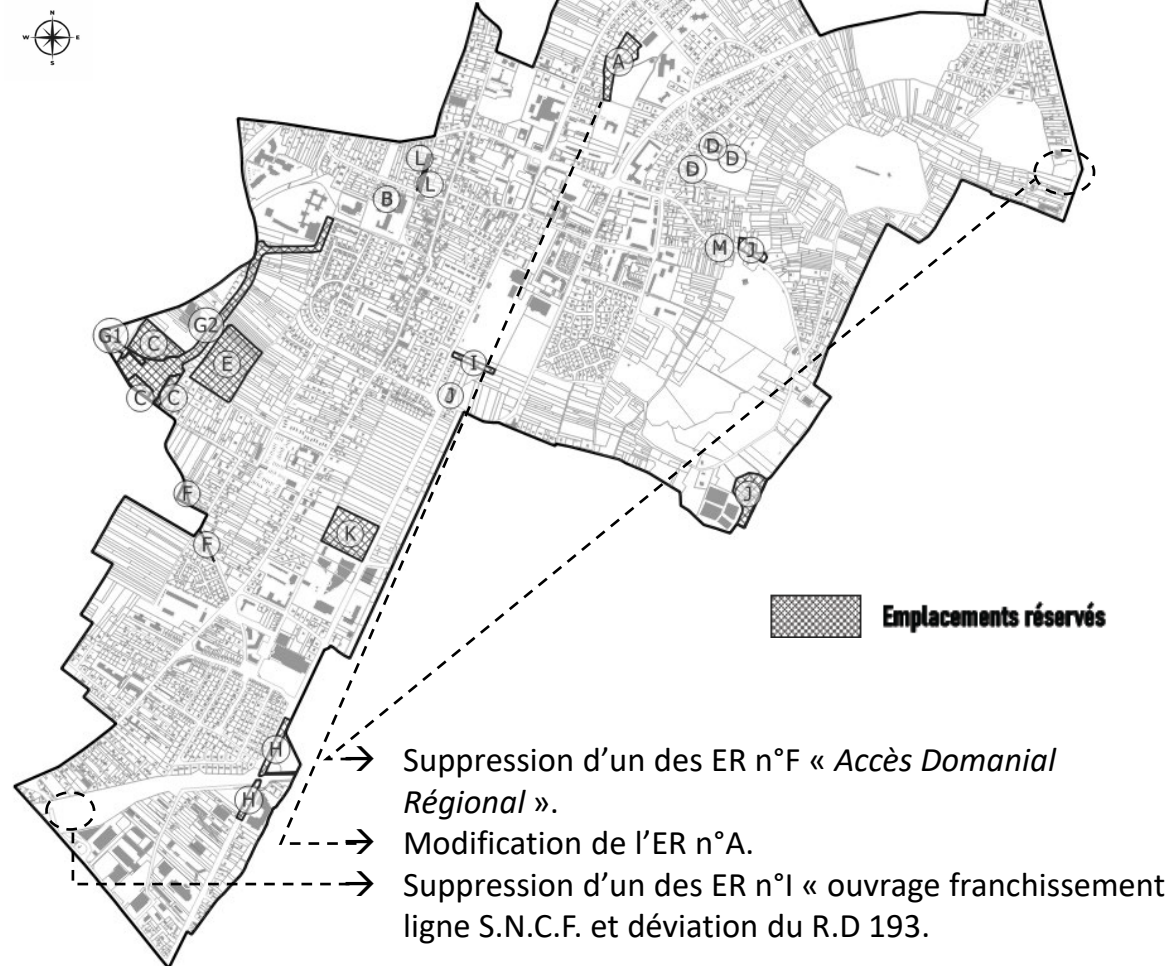 N
W E
S
A
D
D
D
L
L
B
M
J
G1
C
G2
E
C
C
I
J
F
F
K
J
H
H
Emplacements réservés
→ Suppression d’un des ER n°F « Accès Domanial
Régional ».
→ Modification de l’ER n°A.
→ Suppression d’un des ER n°I « ouvrage franchissement
ligne S.N.C.F. et déviation du R.D 193.